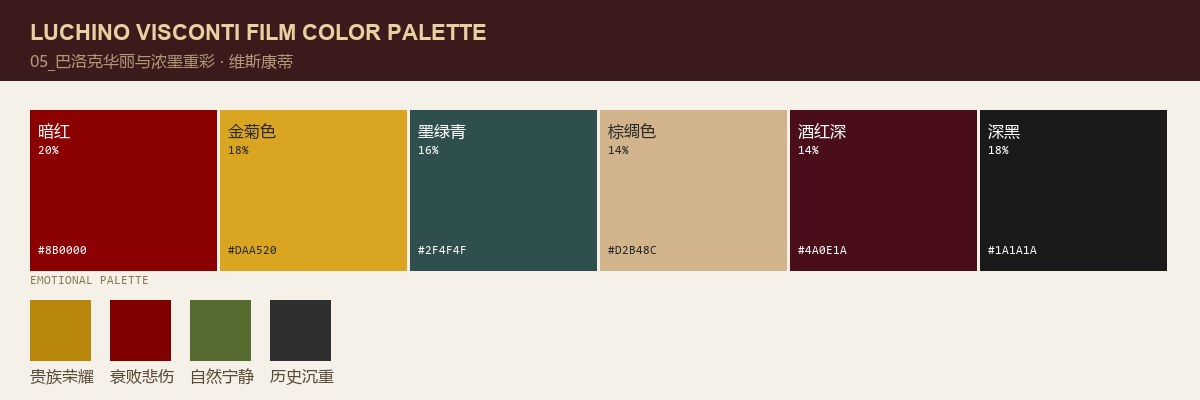 LUCHINO VISCONTI FILM COLOR PALETTE
05_巴洛克华丽与浓墨重彩 · 维斯康蒂
暗红
20%
#8B0000
金菊色
18%
#DAA520
墨绿青
16%
#2F4F4F
棕绸色
14%
#D2B48C
酒红深
14%
#4A0E1A
深黑
18%
#1A1A1A
EMOTIONAL PALETTE
贵族荣耀
衰败悲伤
自然宁静
历史沉重